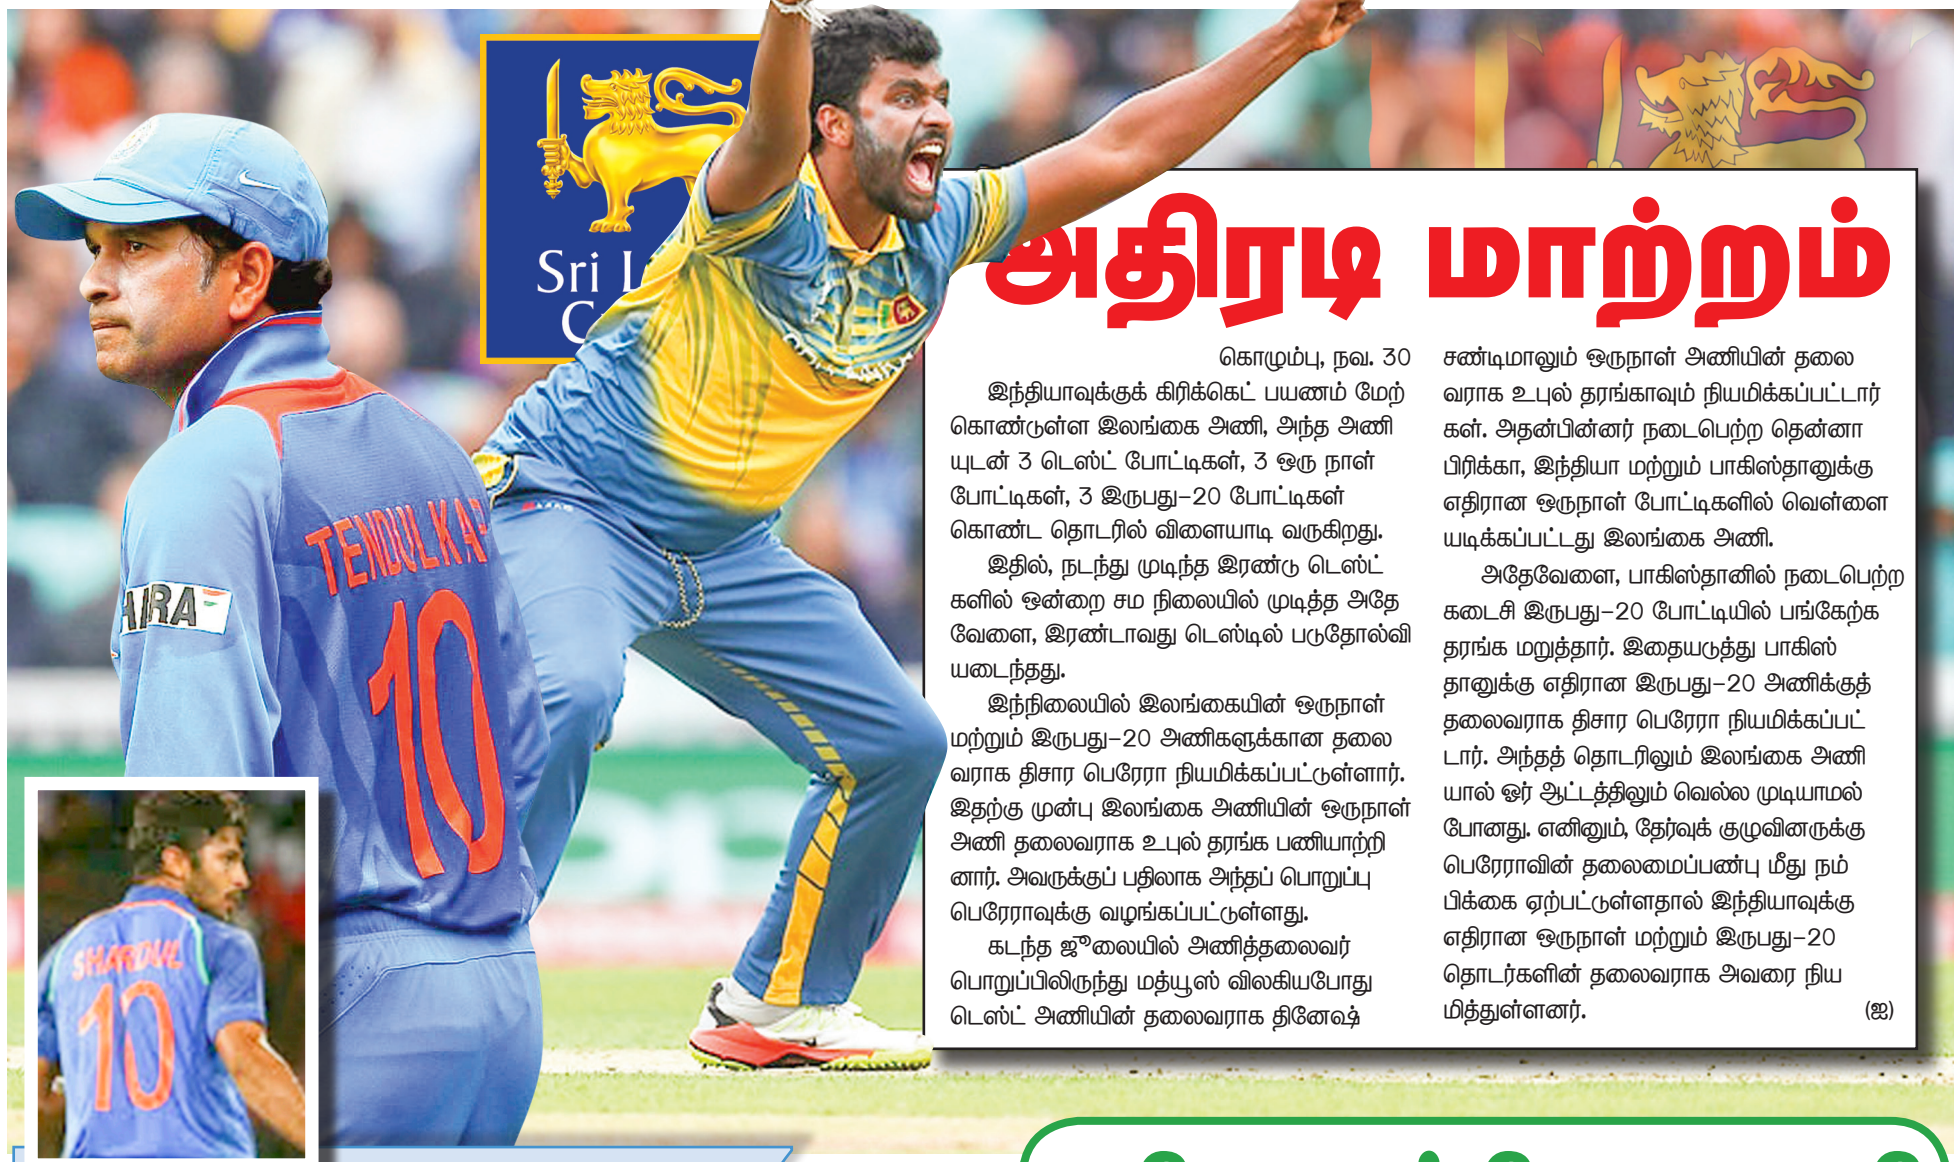 Sri L
C
TENDULKA
10
SHARDUL
10
அதிரடி மாற்றம்
கொழும்பு, நவ. 30
இந்தியாவுக்குக் கிரிக்கெட் பயணம் மேற்
கொண்டுள்ள இலங்கை அணி, அந்த அணி
யுடன் 3 டெஸ்ட் போட்டிகள், 3 ஒரு நாள்
போட்டிகள், 3 இருபது-20 போட்டிகள்
கொண்ட தொடரில் விளையாடி வருகிறது.
இதில், நடந்து முடிந்த இரண்டு டெஸ்ட்
களில் ஒன்றை சம நிலையில் முடித்த அதே
வேளை, இரண்டாவது டெஸ்டில் படுதோல்வி
யடைந்தது.
இந்நிலையில் இலங்கையின் ஒருநாள்
மற்றும் இருபது-20 அணிகளுக்கான தலை
வராக திசார பெரேரா நியமிக்கப்பட்டுள்ளார்.
இதற்கு முன்பு இலங்கை அணியின் ஒருநாள்
அணி தலைவராக உபுல் தரங்க பணியாற்றி
னார். அவருக்குப் பதிலாக அந்தப் பொறுப்பு
பெரேராவுக்கு வழங்கப்பட்டுள்ளது.
கடந்த ஜூலையில் அணித்தலைவர்
பொறுப்பிலிருந்து மத்யூஸ் விலகியபோது
டெஸ்ட் அணியின் தலைவராக தினேஷ்
சண்டிமாலும் ஒருநாள் அணியின் தலை
வராக உபுல் தரங்காவும் நியமிக்கப்பட்டார்
கள். அதன்பின்னர் நடைபெற்ற தென்னா
பிரிக்கா, இந்தியா மற்றும் பாகிஸ்தானுக்கு
எதிரான ஒருநாள் போட்டிகளில் வெள்ளை
யடிக்கப்பட்டது இலங்கை அணி.
அதேவேளை, பாகிஸ்தானில் நடைபெற்ற
கடைசி இருபது-20 போட்டியில் பங்கேற்க
தரங்க மறுத்தார். இதையடுத்து பாகிஸ்
தானுக்கு எதிரான இருபது-20 அணிக்குத்
தலைவராக திசார பெரேரா நியமிக்கப்பட்
டார். அந்தத் தொடரிலும் இலங்கை அணி
யால் ஓர் ஆட்டத்திலும் வெல்ல முடியாமல்
போனது. எனினும், தேர்வுக் குழுவினருக்கு
பெரேராவின் தலைமைப்பண்பு மீது நம்
பிக்கை ஏற்பட்டுள்ளதால் இந்தியாவுக்கு
எதிரான ஒருநாள் மற்றும் இருபது-20
தொடர்களின் தலைவராக அவரை நிய
மித்துள்ளனர். (ஐ)